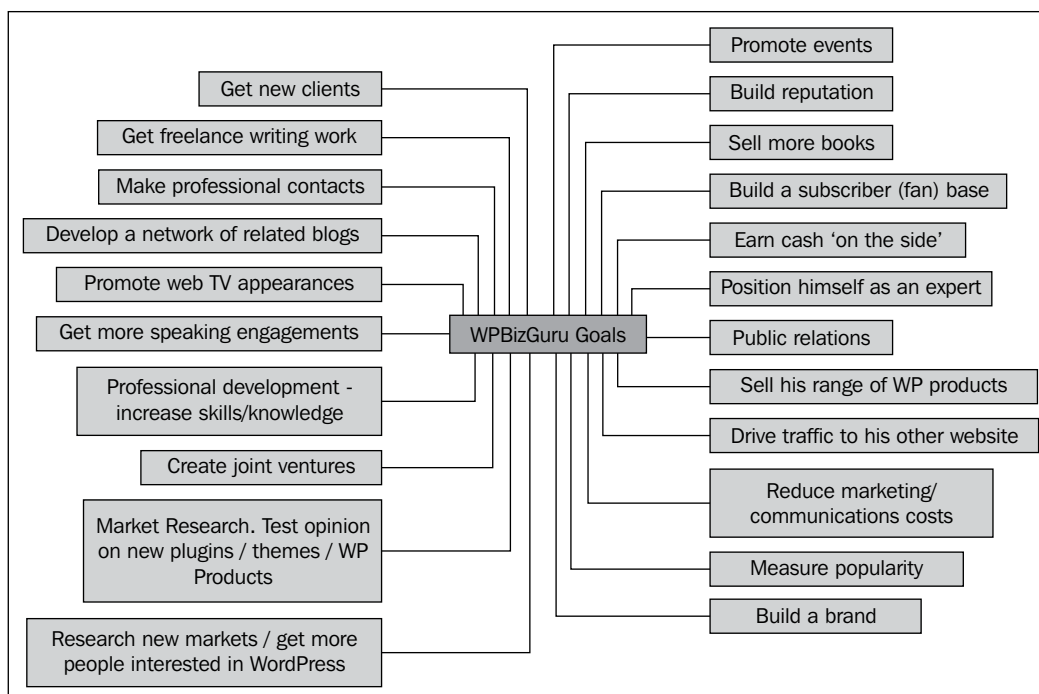 Promote events
Get new clients
Build reputation
Get freelance writing work
Sell more books
Make professional contacts
Build a subscriber (fan) base
Develop a network of related blogs
Earn cash ‘on the side’
Promote web TV appearances
Position himself as an expert
Get more speaking engagements
WPBizGuru Goals
Public relations
Professional development -
increase skills/knowledge
Sell his range of WP products
Drive traffic to his other website
Create joint ventures
Reduce marketing/
communications costs
Market Research. Test opinion
on new plugins / themes / WP
Products
Measure popularity
Build a brand
Research new markets / get more
people interested in WordPress